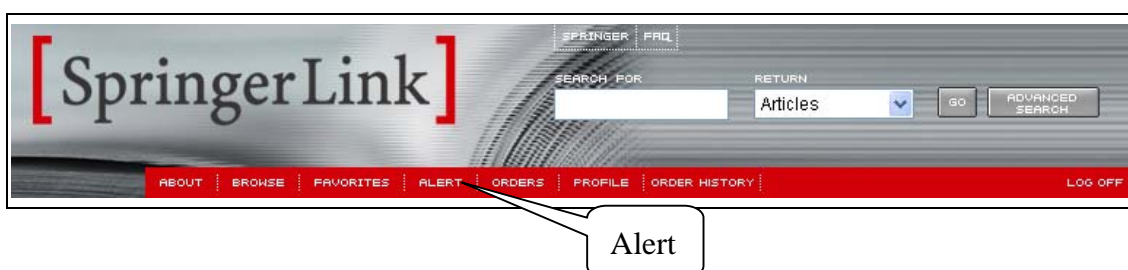 SPRINGER FAQ
[SpringerLink]
SEARCH FOR RETURN
Articles GO ADVANCED SEARCH
ABOUT BROWSE FAVORITES ALERT ORDERS PROFILE ORDER HISTORY LOG OFF
Alert